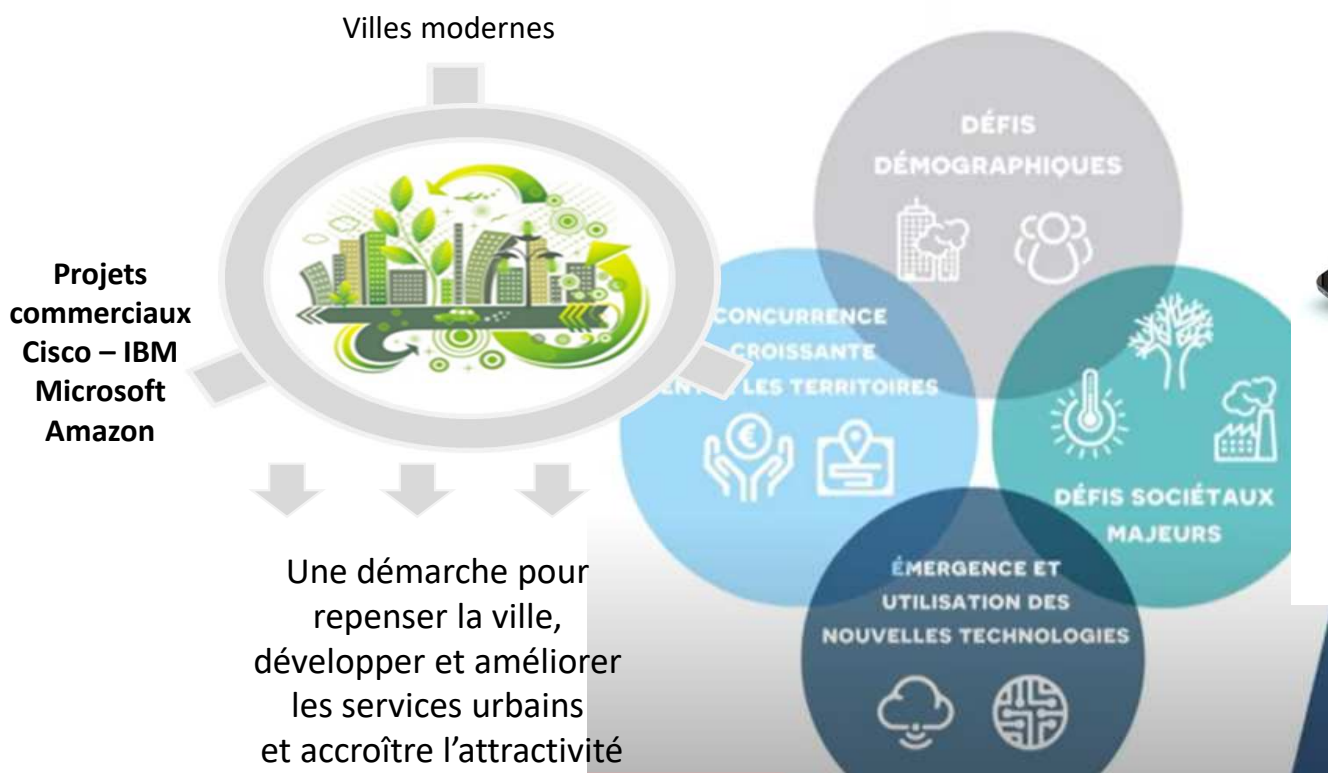 Villes modernes
Projets
commerciaux
Cisco – IBM
Microsoft
Amazon
Une démarche pour
repenser la ville,
développer et améliorer
les services urbains
et accroître l’attractivité
DÉFIS
DÉMOGRAPHIQUES
CONCURRENCE
CROISSANTE
LES TERRITOIRES
DÉFIS SOCIÉTAUX
MAJEURS
ÉMERGENCE ET
UTILISATION DES
NOUVELLES TECHNOLOGIES